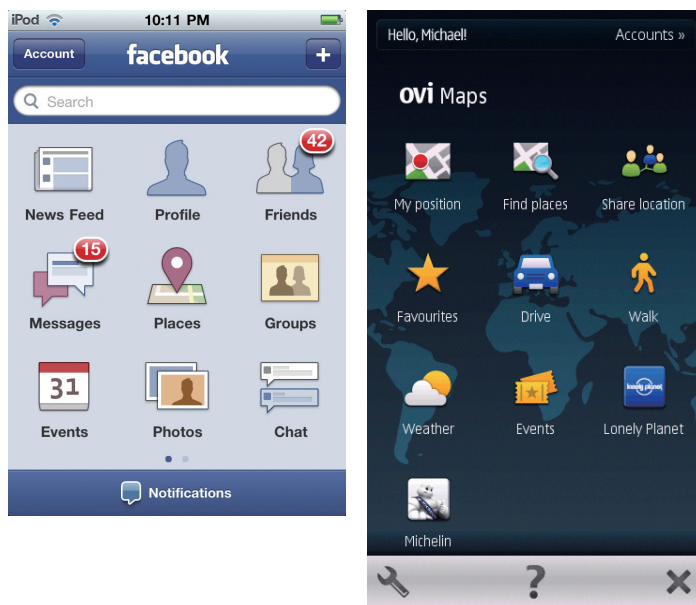 iPod 10:11 PM
Account facebook +
Search
42
News Feed Profile Friends
15
Messages Places Groups
31
Events Photos Chat
Notifications
Hello, Michael! Accounts »
ovi Maps
My position Find places Share location
Favourites Drive Walk
lonely planet
Weather Events Lonely Planet
Michelin
?